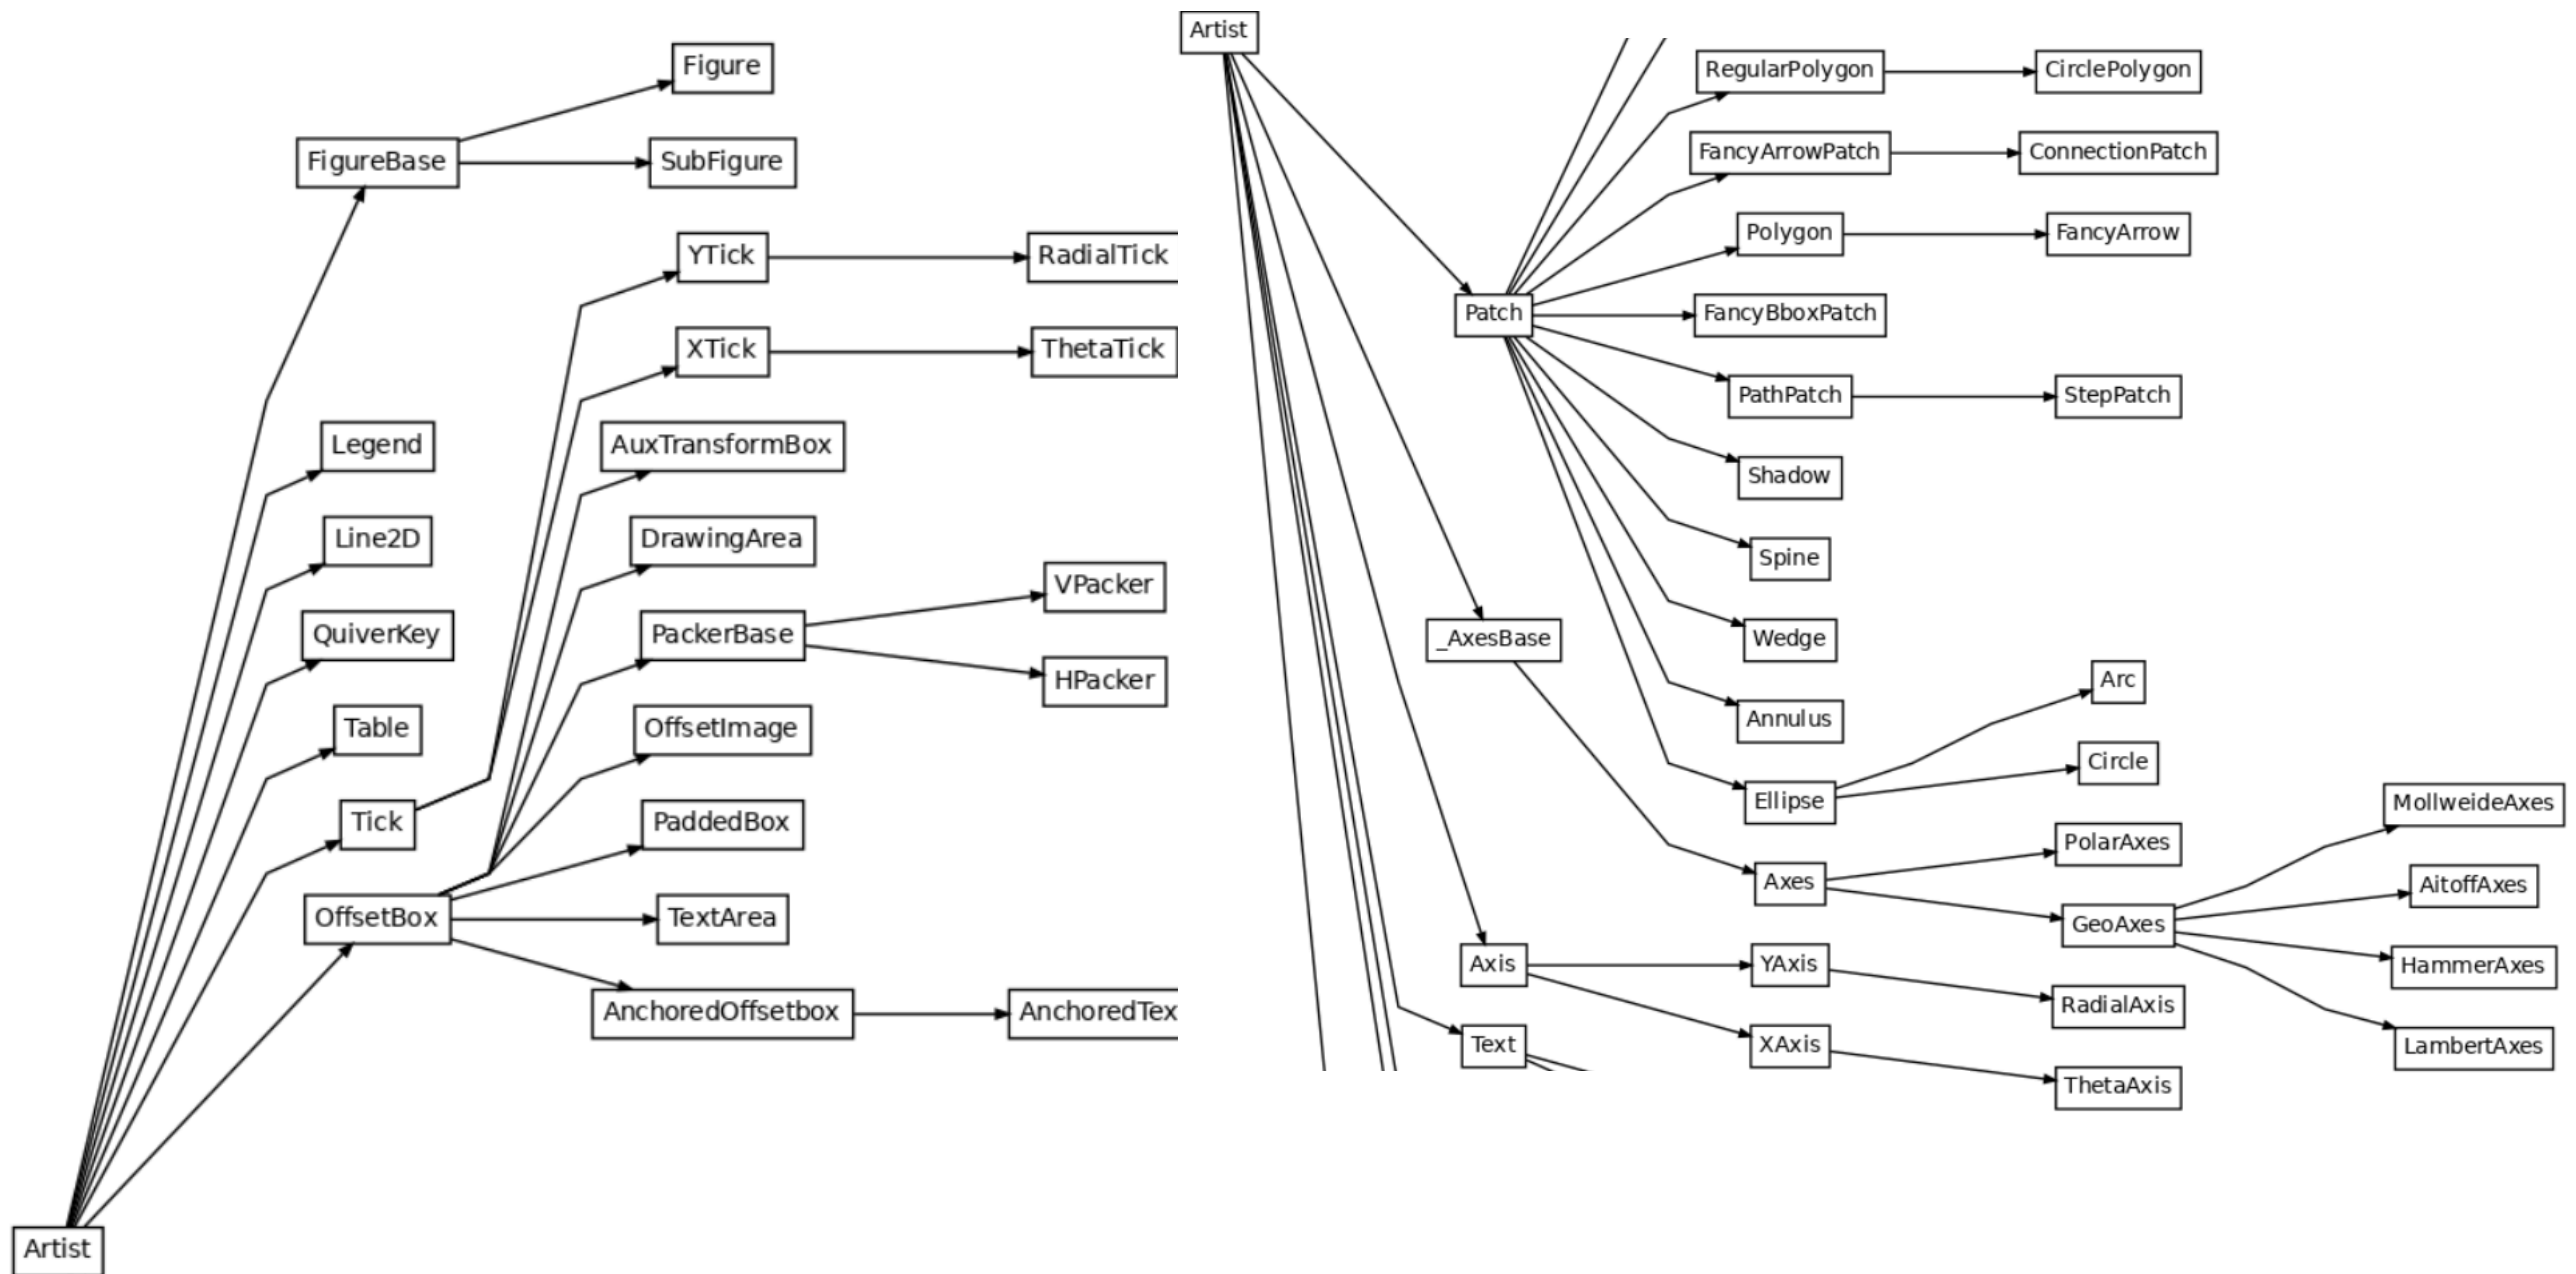 Figure
FigureBase
SubFigure
YTick
RadialTick
XTick
ThetaTick
Legend
AuxTransformBox
Line2D
DrawingArea
VPacker
QuiverKey
PackerBase
HPacker
Table
OffsetImage
Tick
PaddedBox
OffsetBox
TextArea
AnchoredOffsetbox
AnchoredTex
Artist
Artist
RegularPolygon
CirclePolygon
FancyArrowPatch
ConnectionPatch
Polygon
FancyArrow
Patch
FancyBboxPatch
PathPatch
StepPatch
Shadow
Spine
_AxesBase
Wedge
Arc
Annulus
Circle
Ellipse
MollweideAxes
PolarAxes
Axes
AitoffAxes
GeoAxes
Axis
YAxis
HammerAxes
RadialAxis
Text
XAxis
LambertAxes
ThetaAxis